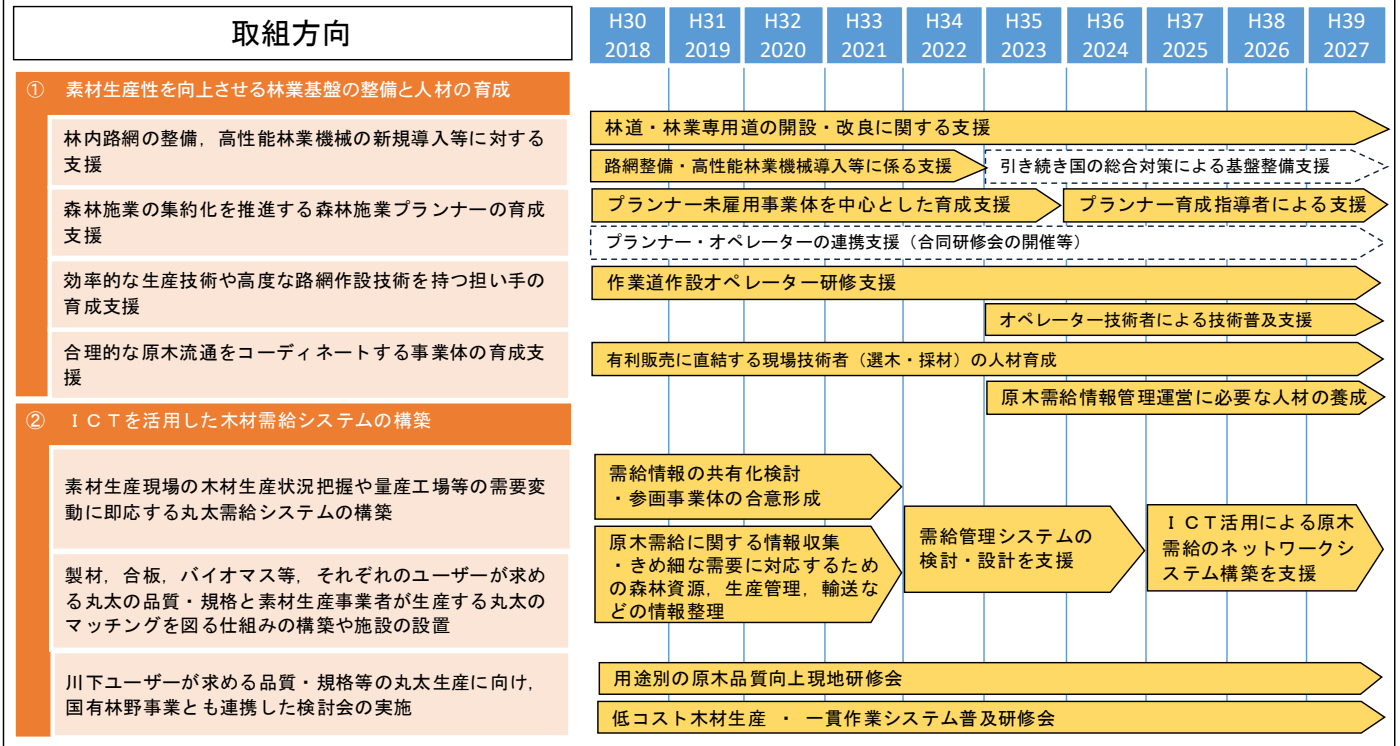 取組方向
H30 H31 H32 H33 H34 H35 H36 H37 H38 H39
2018 2019 2020 2021 2022 2023 2024 2025 2026 2027
① 素材生産性を向上させる林業基盤の整備と人材の育成
林内路網の整備，高性能林業機械の新規導入等に対する
支援
林道・林業専用道の開設・改良に関する支援
路網整備・高性能林業機械導入等に係る支援
引き続き国の総合対策による基盤整備支援
森林施業の集約化を推進する森林施業プランナーの育成
支援
プランナー未雇用事業体を中心とした育成支援
プランナー育成指導者による支援
プランナー・オペレーターの連携支援（合同研修会の開催等）
効率的な生産技術や高度な路網作設技術を持つ担い手の
育成支援
作業道作設オペレーター研修支援
オペレーター技術者による技術普及支援
合理的な原木流通をコーディネートする事業体の育成支
援
有利販売に直結する現場技術者（選木・採材）の人材育成
原木需給情報管理運営に必要な人材の養成
② ＩＣＴを活用した木材需給システムの構築
素材生産現場の木材生産状況把握や量産工場等の需要変
動に即応する丸太需給システムの構築
需給情報の共有化検討
・参画事業体の合意形成
製材，合板，バイオマス等，それぞれのユーザーが求め
る丸太の品質・規格と素材生産事業者が生産する丸太の
マッチングを図る仕組みの構築や施設の設置
原木需給に関する情報収集
・きめ細な需要に対応するため
の森林資源，生産管理，輸送な
どの情報整理
需給管理システムの
検討・設計を支援
ＩＣＴ活用による原木
需給のネットワークシ
ステム構築を支援
川下ユーザーが求める品質・規格等の丸太生産に向け，
国有林野事業とも連携した検討会の実施
用途別の原木品質向上現地研修会
低コスト木材生産 ・ 一貫作業システム普及研修会